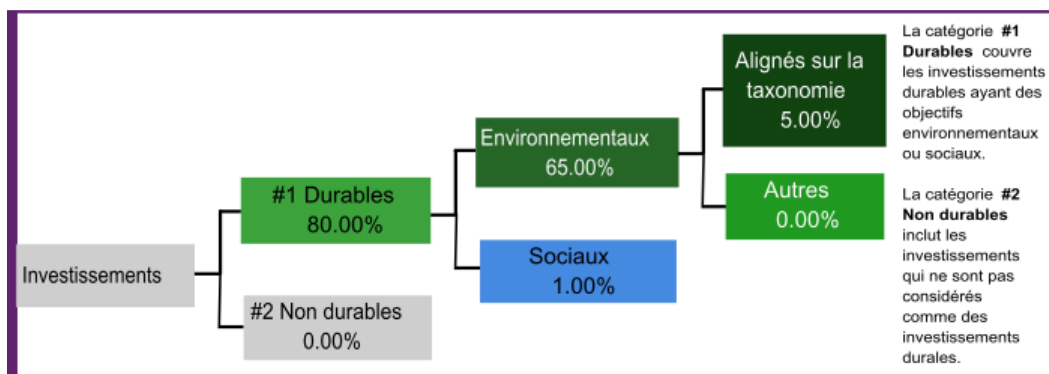 Investissements
#1 Durables
80.00%
#2 Non durables
0.00%
Environnementaux
65.00%
Sociaux
1.00%
Alignés sur la
taxonomie
5.00%
Autres
0.00%
La catégorie #1
Durables couvre
les investissements
durables ayant des
objectifs
environnementaux
ou sociaux.
La catégorie #2
Non durables
inclut les
investissements
qui ne sont pas
considérés
comme des
investissements
durales.